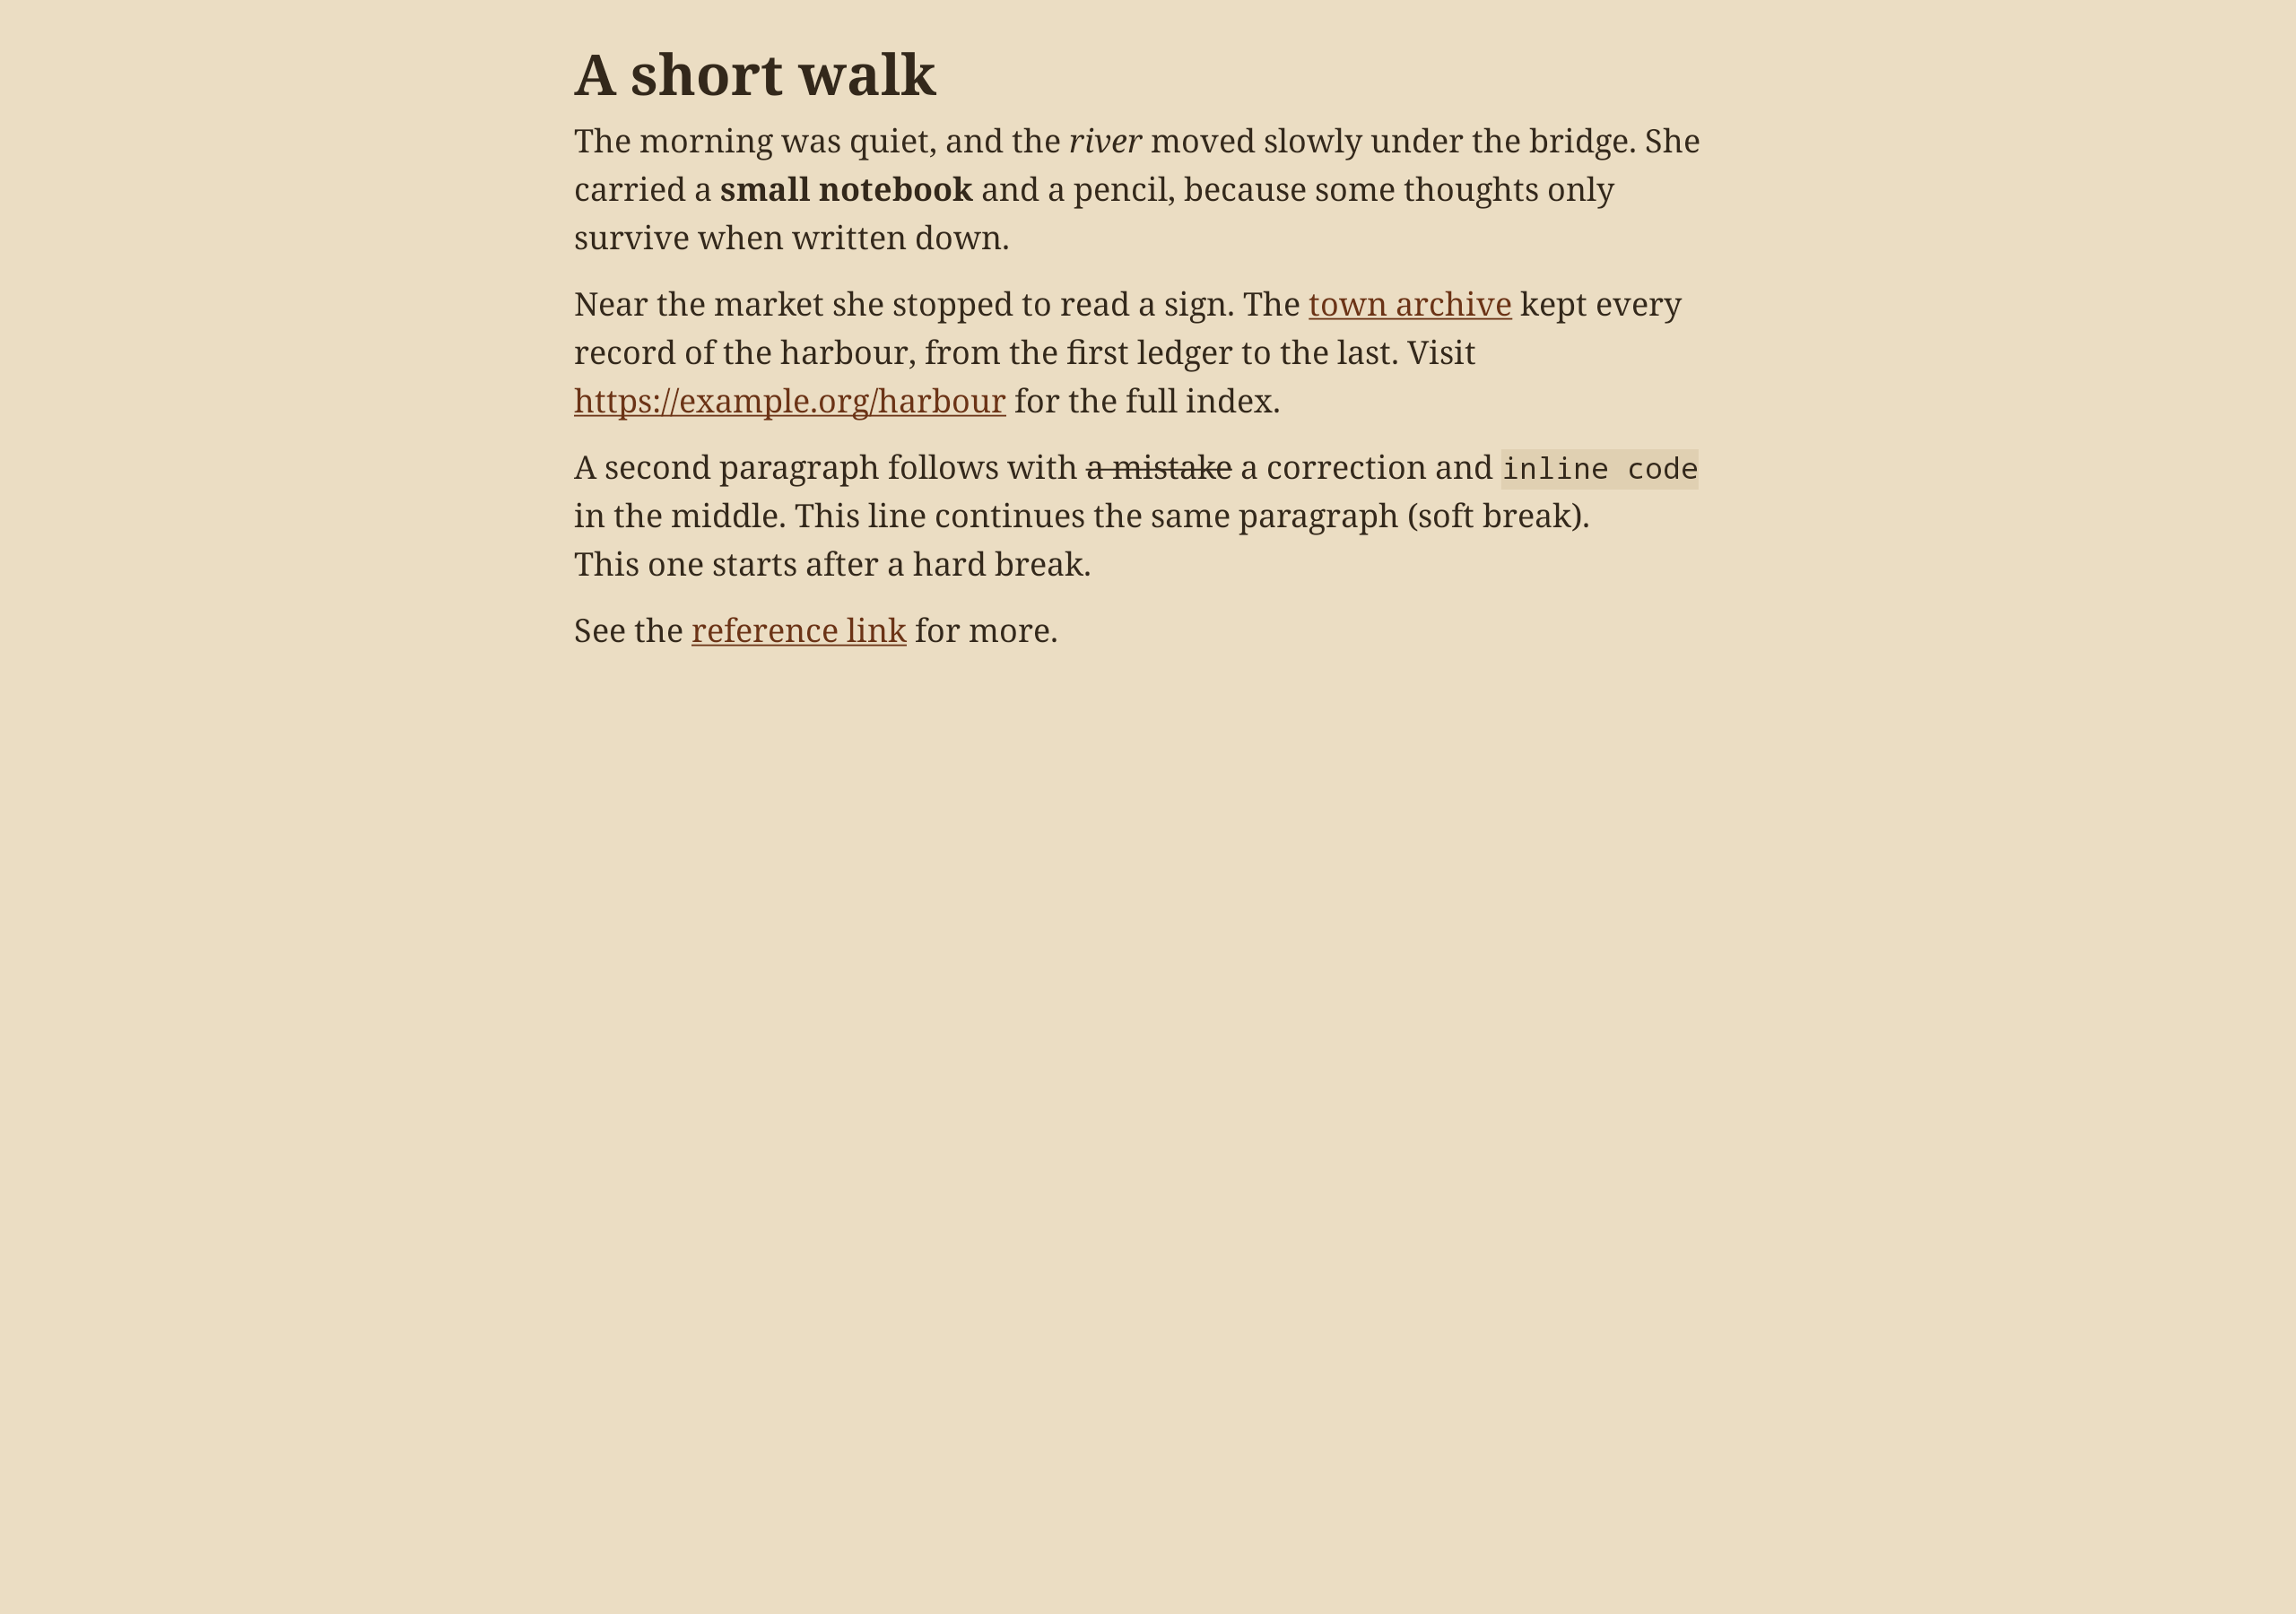 A short walk
The morning was quiet, and the river moved slowly under the bridge. She
carried a small notebook and a pencil, because some thoughts only
survive when written down.
Near the market she stopped to read a sign. The town archive kept every
record of the harbour, from the first ledger to the last. Visit
https://example.org/harbour for the full index.
A second paragraph follows with a mistake a correction and inline code
in the middle. This line continues the same paragraph (soft break).
This one starts after a hard break.
See the reference link for more.